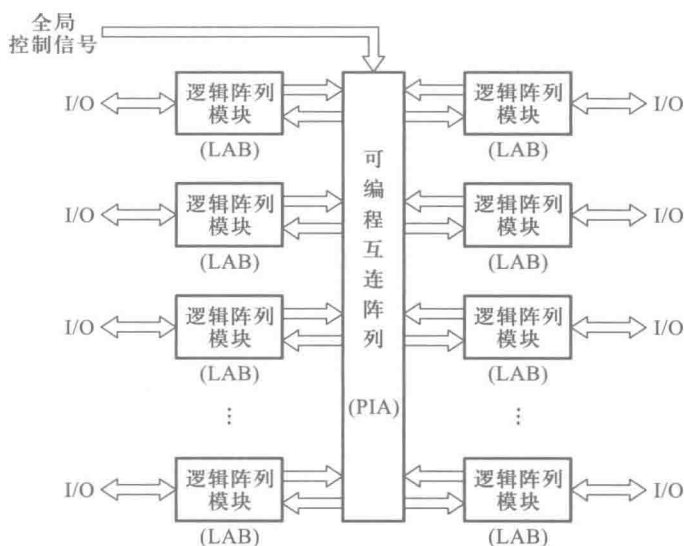 全局
控制信号
I/O
逻辑阵列
模块
(LAB)
逻辑阵列
模块
(LAB)
I/O
I/O
逻辑阵列
模块
(LAB)
逻辑阵列
模块
(LAB)
I/O
I/O
逻辑阵列
模块
(LAB)
逻辑阵列
模块
(LAB)
I/O
可编程互连阵列
(PIA)
⋮
⋮
I/O
逻辑阵列
模块
(LAB)
逻辑阵列
模块
(LAB)
I/O